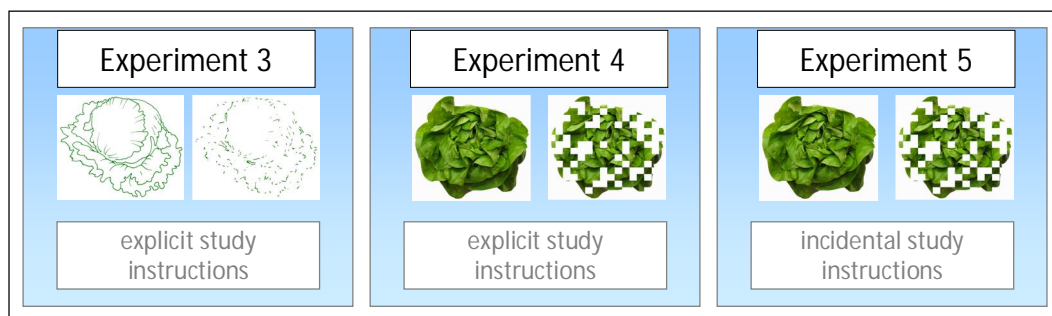 Experiment 3
Experiment 4
Experiment 5
explicit study
instructions
explicit study
instructions
incidental study
instructions